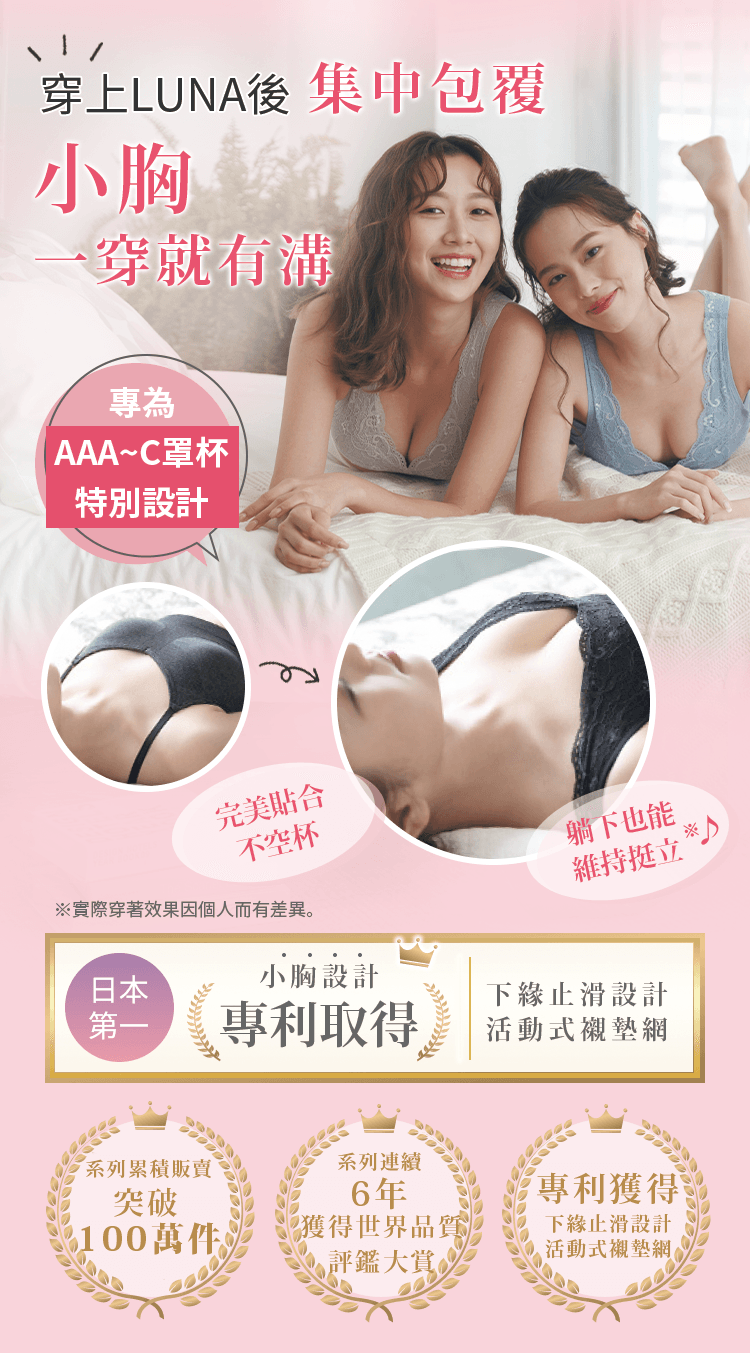 穿上LUNA後 集中包覆
小胸
一穿就有溝
專為
AAA~C罩杯
特別設計
完美貼合
不空杯
躺下也能
維持挺立※♪
※實際穿著效果因個人而有差異。
日本
第一
小胸設計
專利取得
下緣止滑設計
活動式襯墊網
系列累積販賣
突破
100萬件
系列連續
6年
獲得世界品質
評鑑大賞
專利獲得
下緣止滑設計
活動式襯墊網